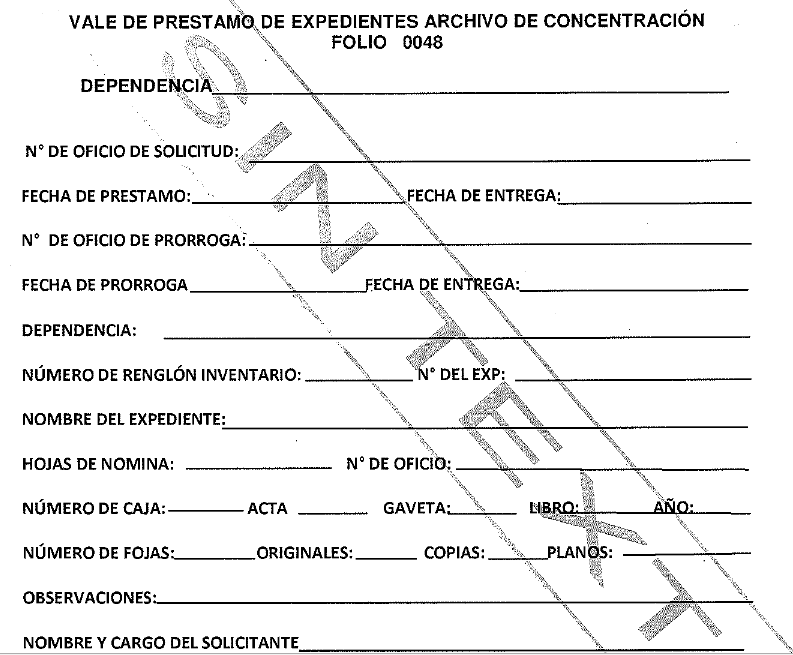 VALE DE PRESTAMO DE EXPEDIENTES ARCHIVO DE CONCENTRACIÓN
FOLIO 0048
DEPENDENCIA
N° DE OFICIO DE SOLICITUD:
FECHA DE PRESTAMO: FECHA DE ENTREGA:
N° DE OFICIO DE PRORROGA:
FECHA DE PRORROGA FECHA DE ENTREGA:
DEPENDENCIA:
NÚMERO DE RENGLÓN INVENTARIO: N° DEL EXP:
NOMBRE DEL EXPEDIENTE:
HOJAS DE NOMINA: N° DE OFICIO:
NÚMERO DE CAJA: ACTA GAVETA: LIBRO: AÑO:
NÚMERO DE FOJAS: ORIGINALES: COPIAS: PLANOS:
OBSERVACIONES:
NOMBRE Y CARGO DEL SOLICITANTE
SIN TEXT